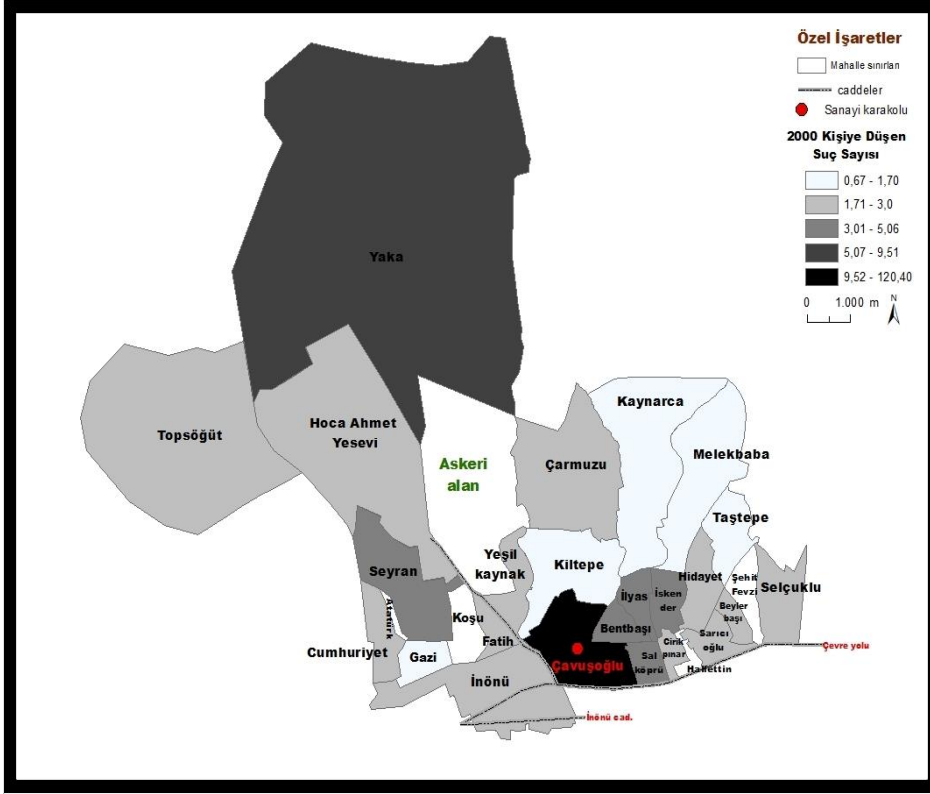 Özel İşaretler
Mahalle sınırları
caddeler
Sanayi karakolu
2000 Kişiye Düşen
Suç Sayısı
0,67 - 1,70
1,71 - 3,0
3,01 - 5,06
5,07 - 9,51
9,52 - 120,40
0 1.000 m N
Yaka
Topsöğüt
Hoca Ahmet
Yesevi
Askeri
alan
Çarmuzu
Kaynarca
Melekbaba
Taştepe
Seyran
Yeşil
kaynak
Kiltepe
İlyas
İsken
der
Hidayet
Şehit
Fevzi
Selçuklu
Beyler
başı
Atatürk
Koşu
Bentbaşı
Fatih
Cumhuriyet
Gazi
İnönü
Çavuşoğlu
Sal
köprü
Cirik
pınar
Sarıcı
oğlu
Halfettin
Çevre yolu
İnönü cad.